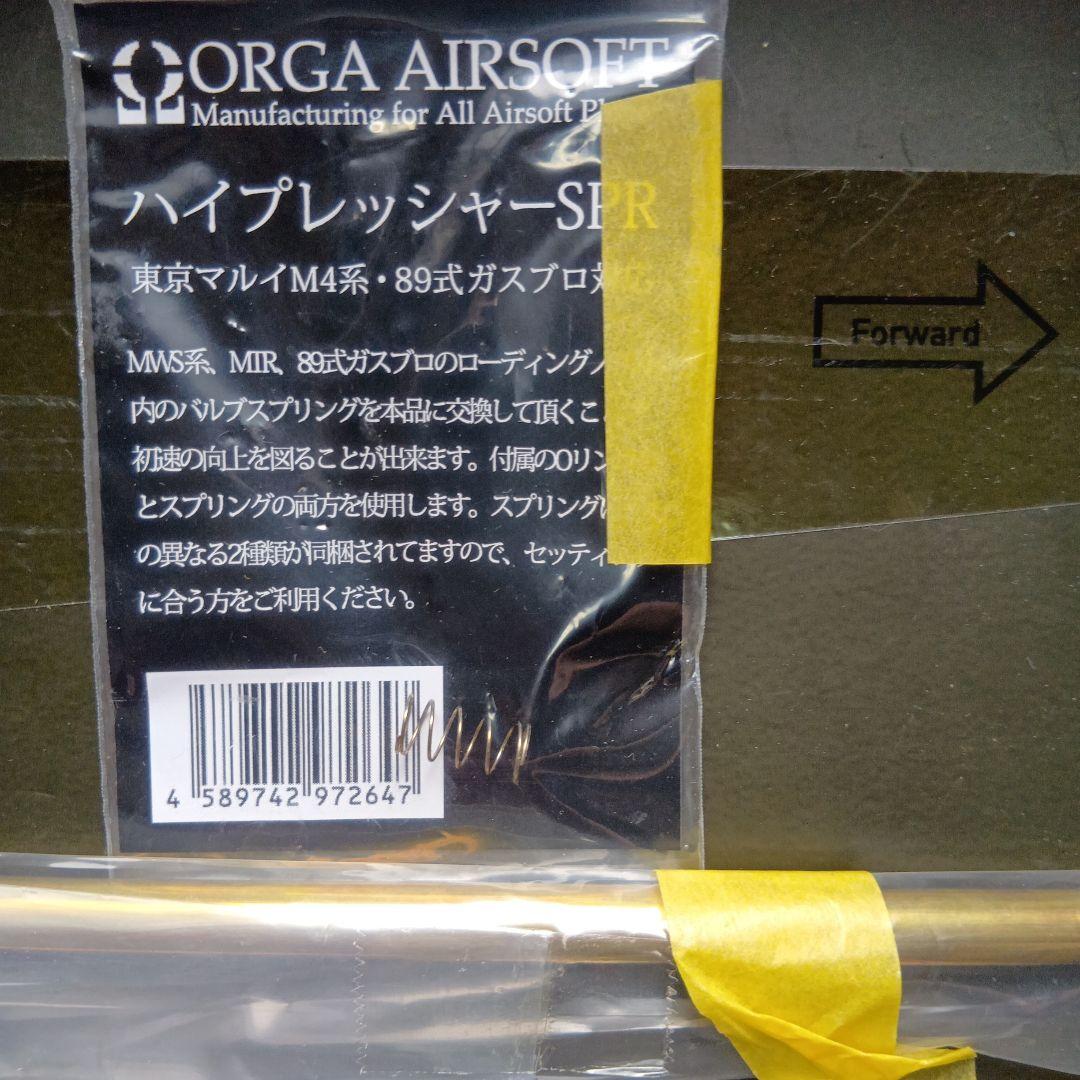 ORGA AIRSOFT
Manufacturing for All Airsoft
ハイプレッシャーSPR
東京マルイM4系・89式ガスブロ対応
MWS系、MTR、89式ガスブロのローディングノ
内のバルブスプリングを本品に交換して頂くこ
初速の向上を図ることが出来ます。付属のOリン
とスプリングの両方を使用します。スプリングは
の異なる2種類が同梱されてますので、セッティ
に合う方をご利用ください。
4 589742 972647
Forward